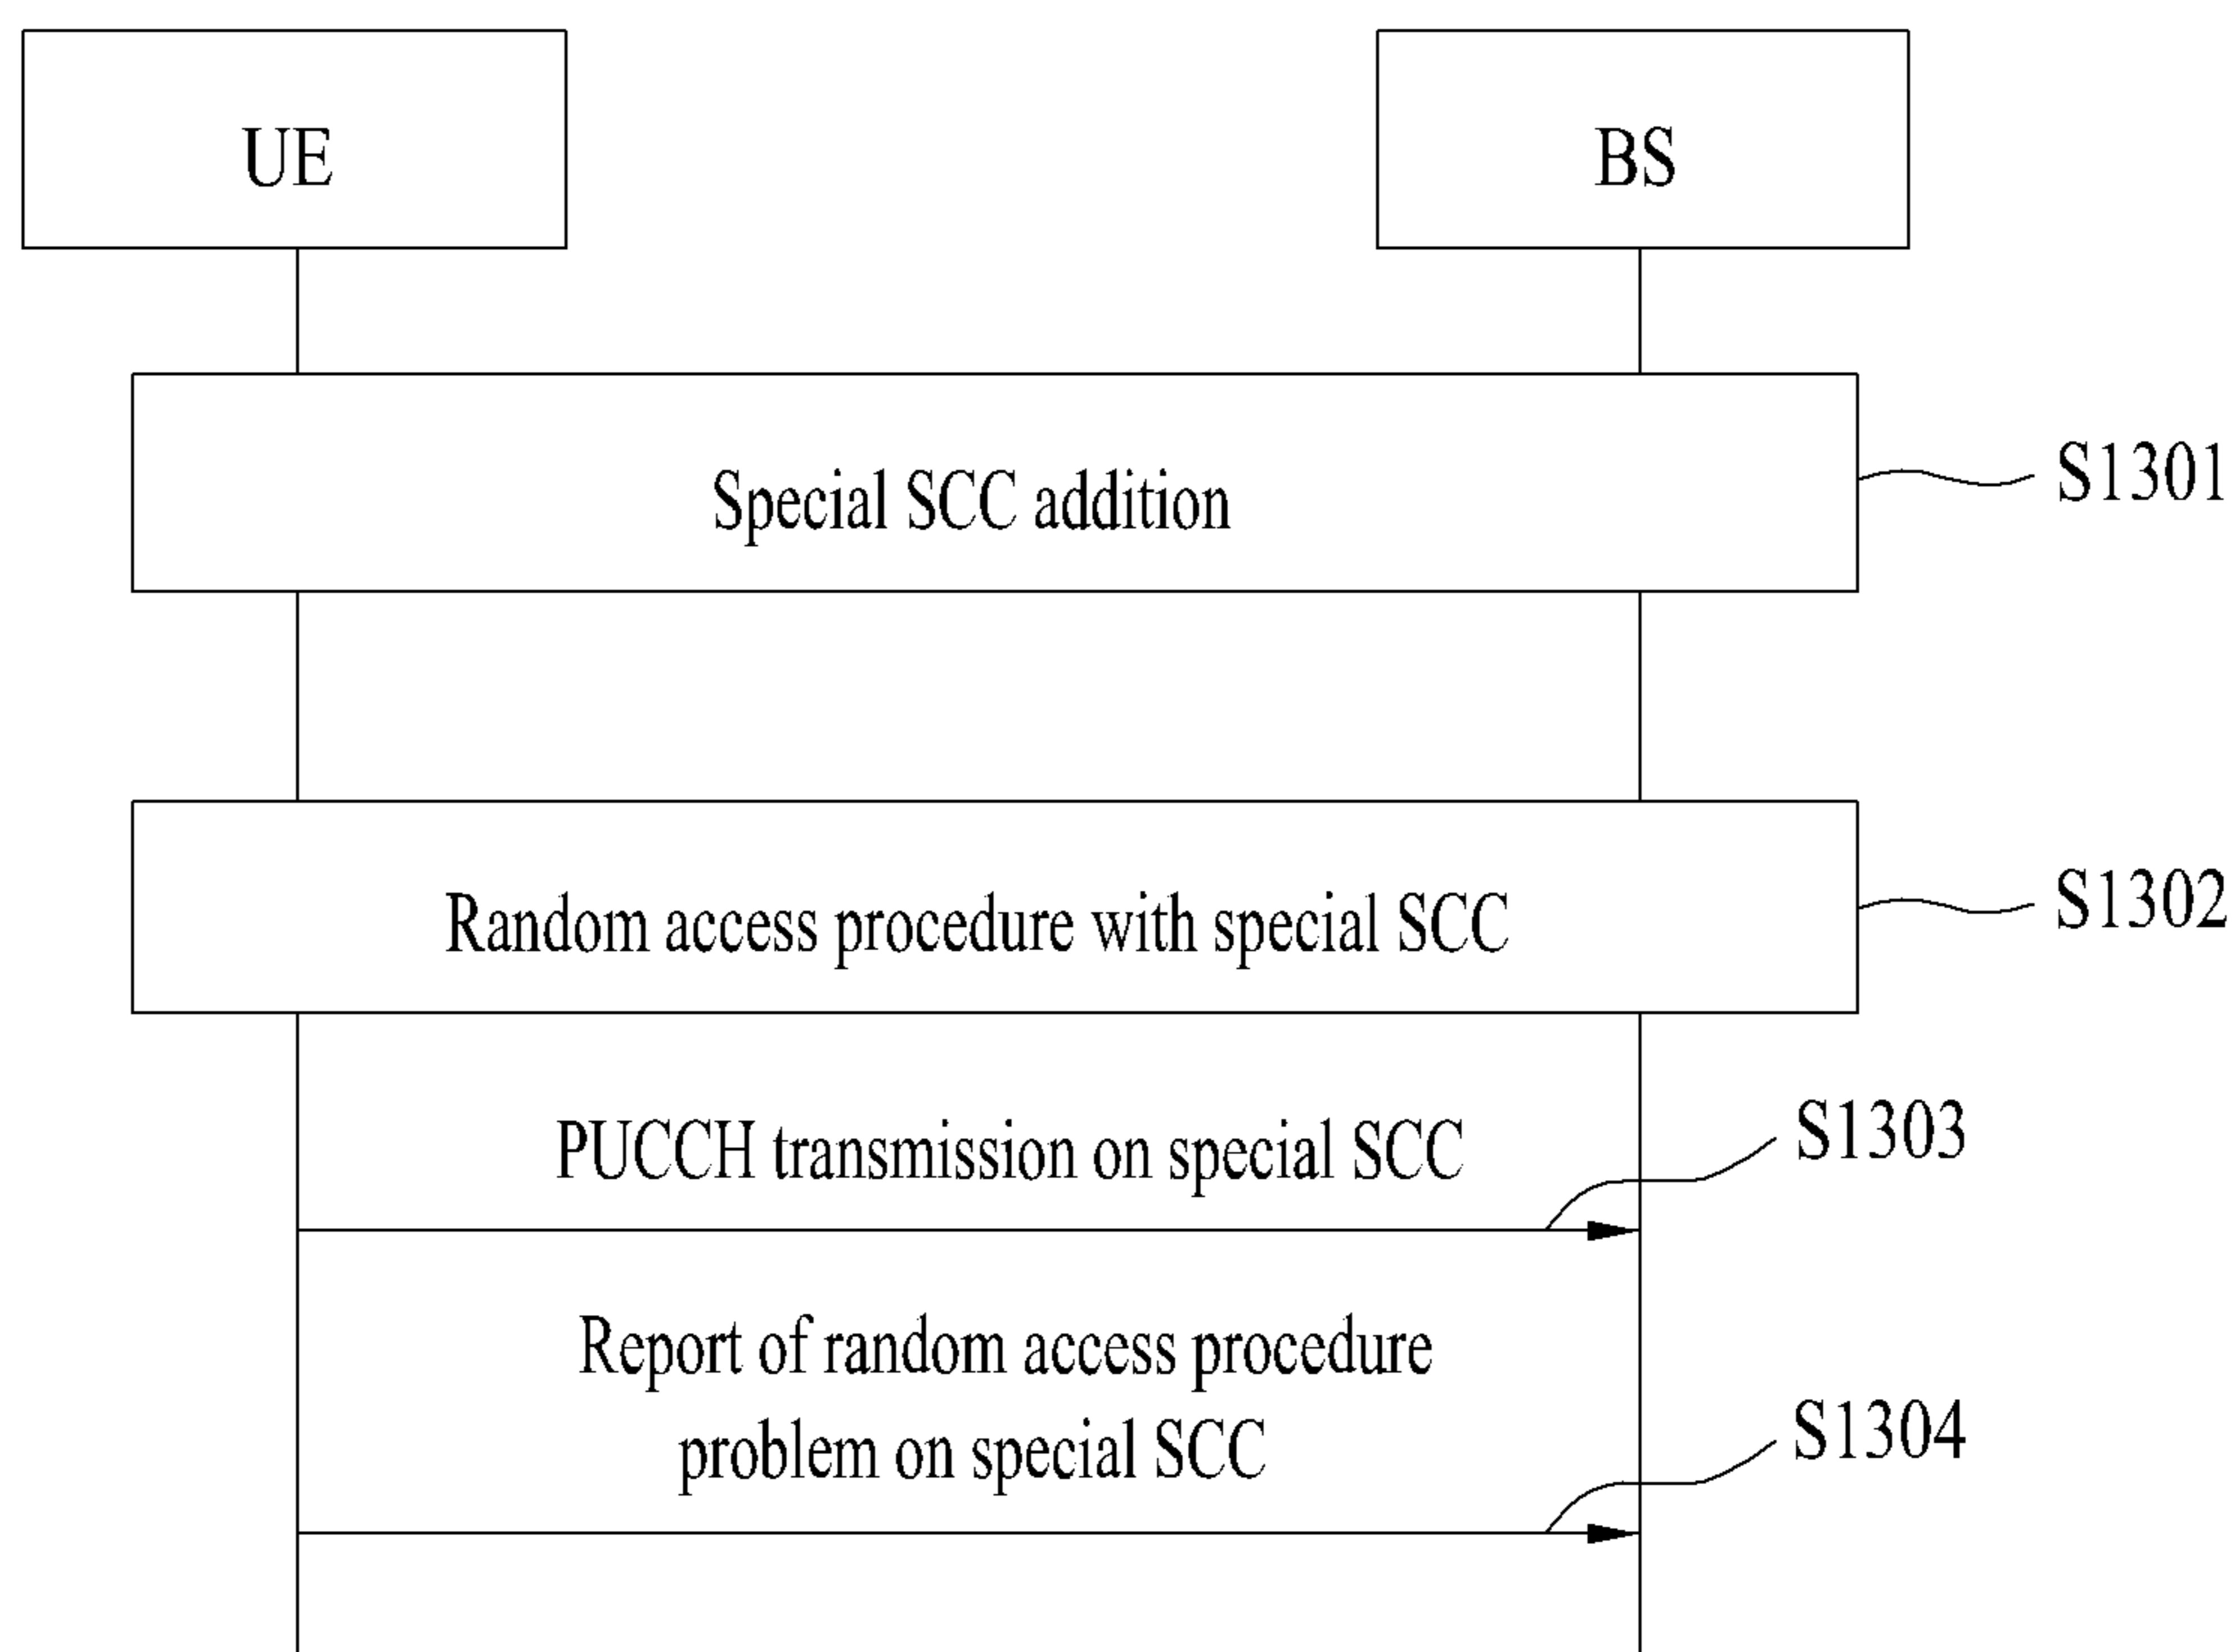 UE
BS
Special SCC addition
S1301
Random access procedure with special SCC
S1302
PUCCH transmission on special SCC
S1303
Report of random access procedure
problem on special SCC
S1304